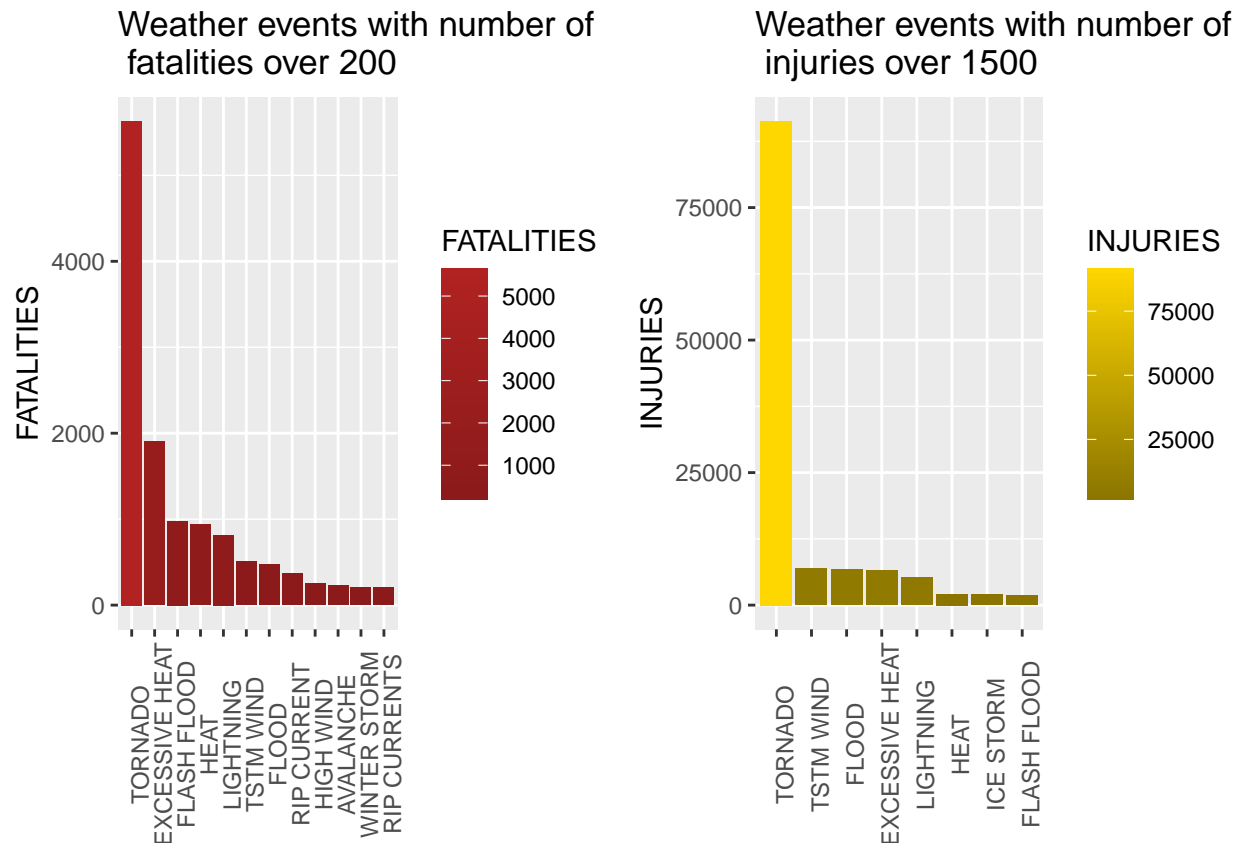 Weather events with number of
fatalities over 200
FATALITIES
4000
2000
0
TORNADO
EXCESSIVE HEAT
FLASH FLOOD
HEAT
LIGHTNING
TSTM WIND
FLOOD
RIP CURRENT
HIGH WIND
AVALANCHE
WINTER STORM
RIP CURRENTS
FATALITIES
5000
4000
3000
2000
1000
Weather events with number of
injuries over 1500
INJURIES
75000
50000
25000
0
TORNADO
TSTM WIND
FLOOD
EXCESSIVE HEAT
LIGHTNING
HEAT
ICE STORM
FLASH FLOOD
INJURIES
75000
50000
25000